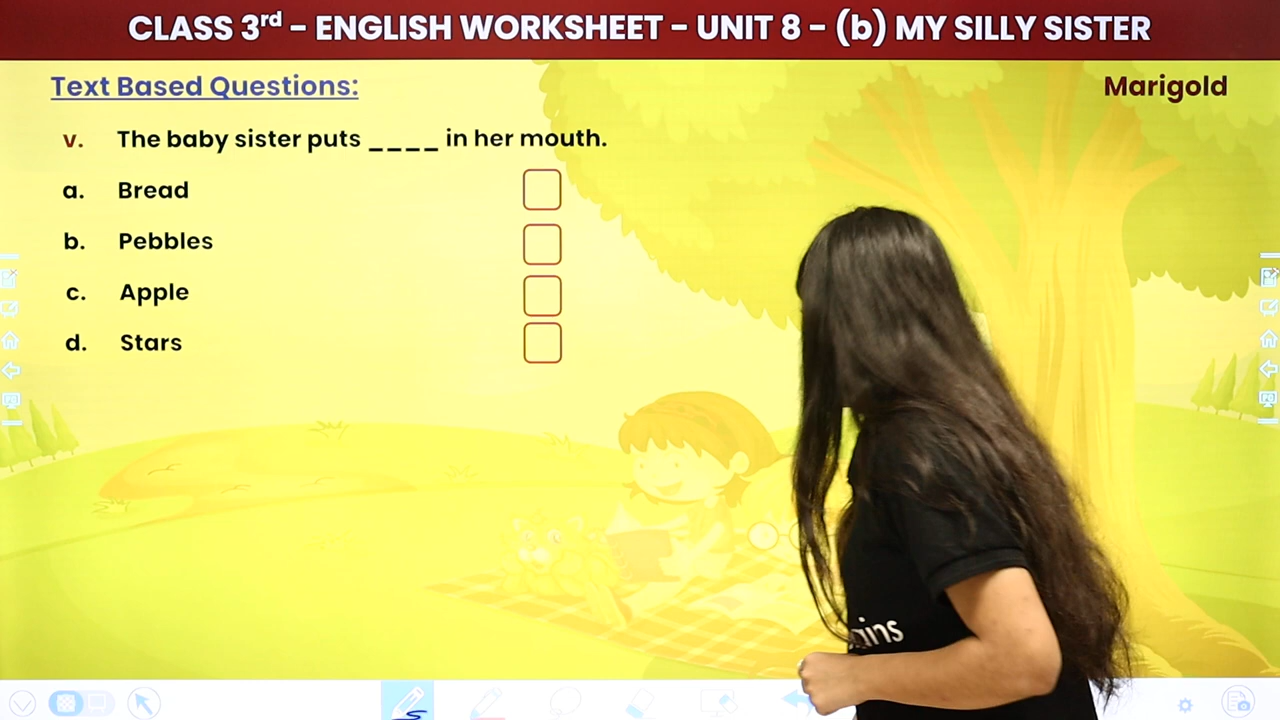 CLASS 3rd - ENGLISH WORKSHEET - UNIT 8 - (b) MY SILLY SISTER
Text Based Questions:
Marigold
v. The baby sister puts ____ in her mouth.
a. Bread
b. Pebbles
c. Apple
d. Stars